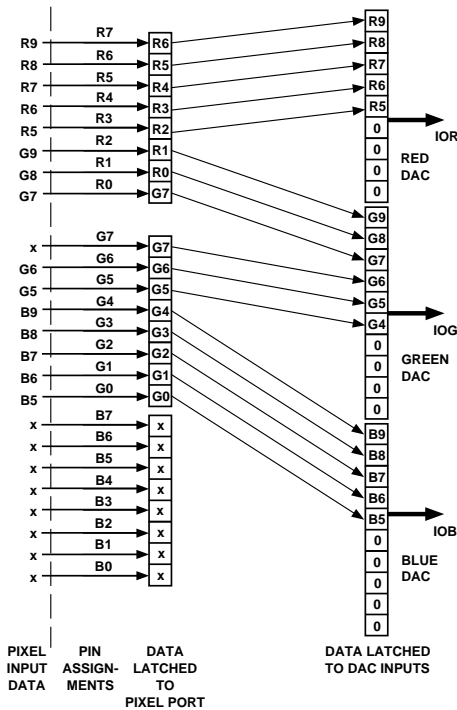 R9
R8
R7
R6
R5
G9
G8
G7
x
G6
G5
B9
B8
B7
B6
B5
x
x
x
x
x
x
x
x
PIXEL
INPUT
DATA
R7
R6
R5
R4
R3
R2
R1
R0
G7
G6
G5
G4
G3
G2
G1
G0
B7
B6
B5
B4
B3
B2
B1
B0
PIN
ASSIGN-
MENTS
R6
R5
R4
R3
R2
R1
R0
G7
G7
G6
G5
G4
G3
G2
G1
G0
x
x
x
x
x
x
x
x
DATA
LATCHED
TO
PIXEL PORT
R9
R8
R7
R6
R5
0
0
0
0
IOR
RED
DAC
G9
G8
G7
G6
G5
G4
0
0
0
0
IOG
GREEN
DAC
B9
B8
B7
B6
B5
0
0
0
0
0
IOB
BLUE
DAC
DATA LATCHED
TO DAC INPUTS